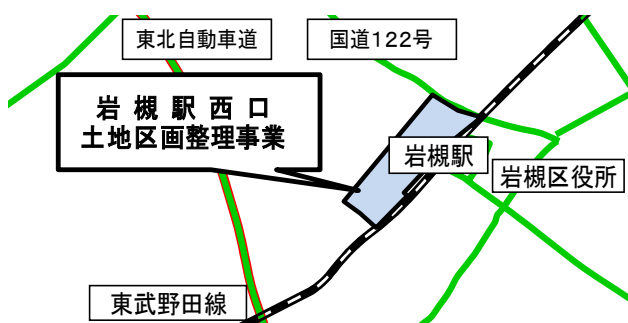 東北自動車道
国道122号
岩槻駅西口
土地区画整理事業
岩槻駅
岩槻区役所
東武野田線